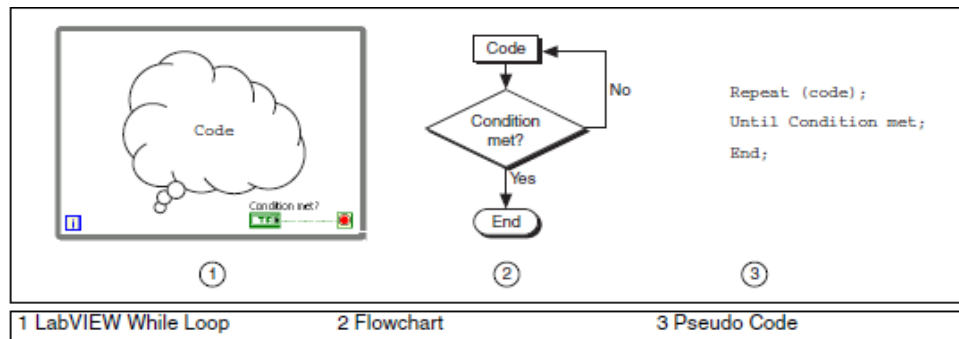 Code
Condition met?
TF
i
1
Code
No
Condition
met?
Yes
End
2
Repeat (code);
Until Condition met;
End;
3
1 LabVIEW While Loop
2 Flowchart
3 Pseudo Code